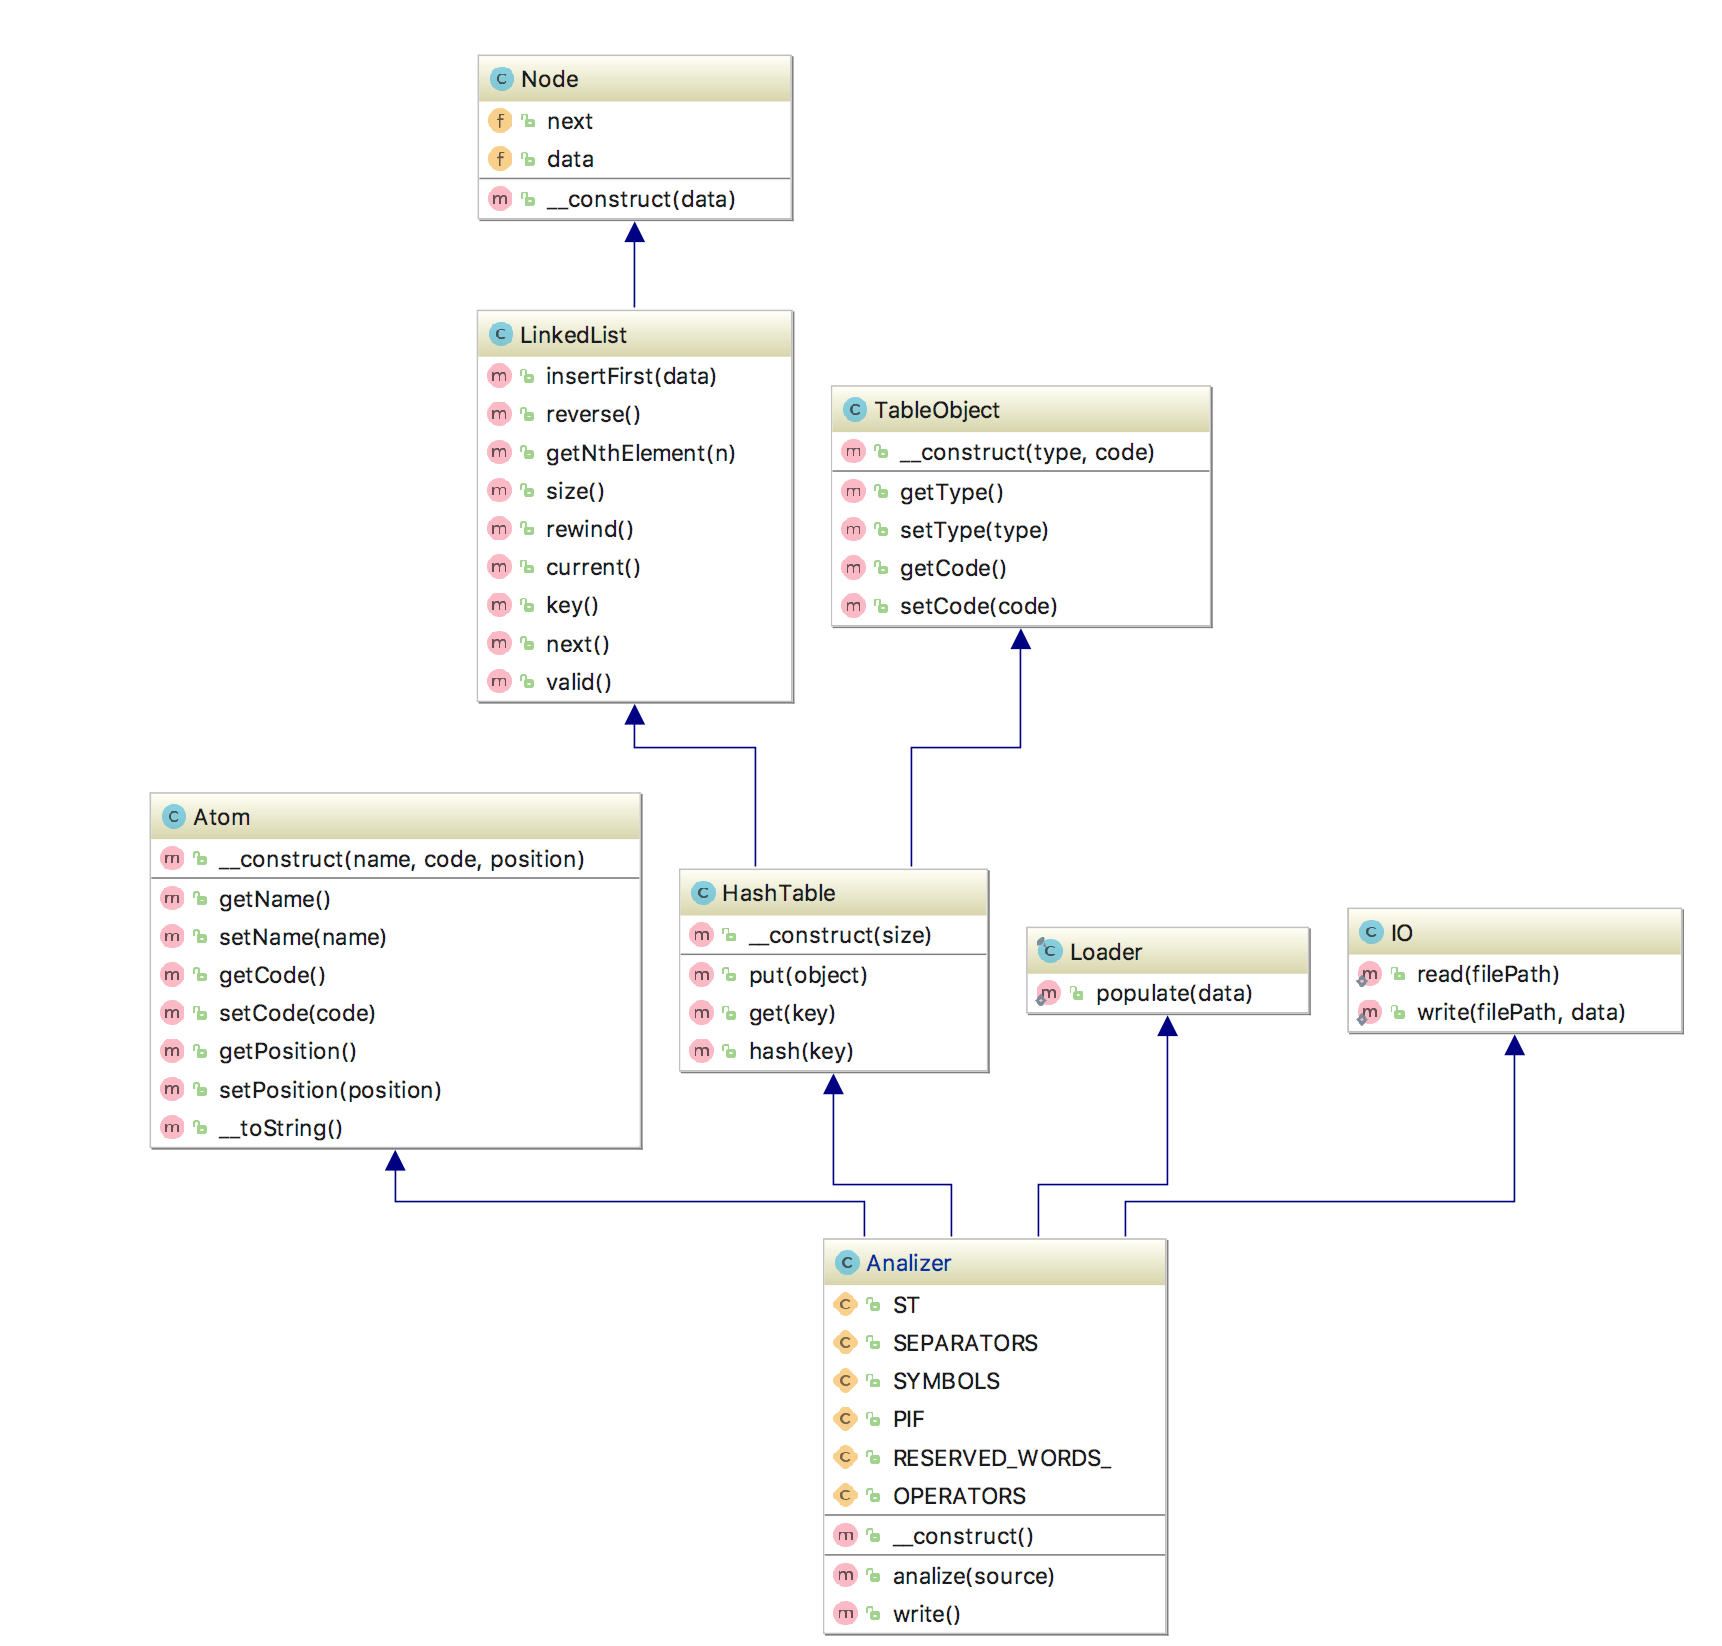 Node
next
data
__construct(data)
LinkedList
insertFirst(data)
reverse()
getNthElement(n)
size()
rewind()
current()
key()
next()
valid()
TableObject
__construct(type, code)
getType()
setType(type)
getCode()
setCode(code)
Atom
__construct(name, code, position)
getName()
setName(name)
getCode()
setCode(code)
getPosition()
setPosition(position)
__toString()
HashTable
__construct(size)
put(object)
get(key)
hash(key)
Loader
populate(data)
IO
read(filePath)
write(filePath, data)
Analizer
ST
SEPARATORS
SYMBOLS
PIF
RESERVED_WORDS_
OPERATORS
__construct()
analize(source)
write()